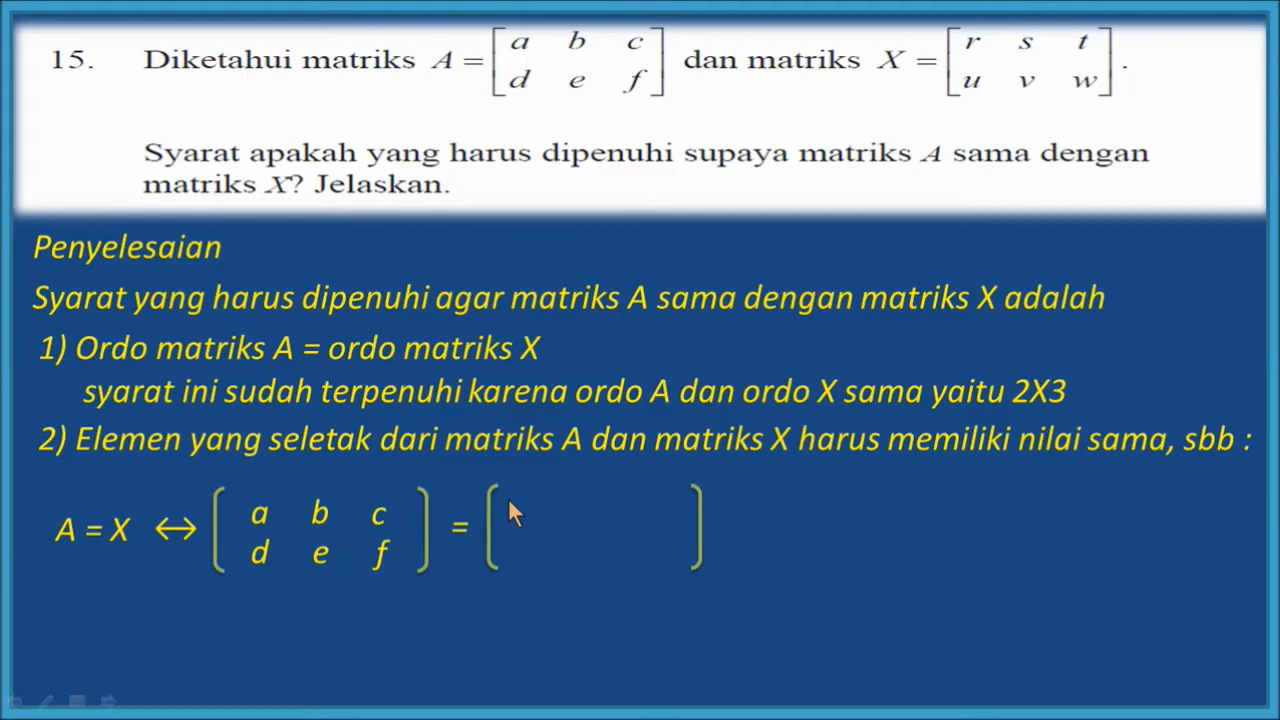 15. Diketahui matriks A = [ a b c
d e f ] dan matriks X = [ r s t
u v w ] .
Syarat apakah yang harus dipenuhi supaya matriks A sama dengan
matriks X? Jelaskan.
Penyelesaian
Syarat yang harus dipenuhi agar matriks A sama dengan matriks X adalah
1) Ordo matriks A = ordo matriks X
syarat ini sudah terpenuhi karena ordo A dan ordo X sama yaitu 2X3
2) Elemen yang seletak dari matriks A dan matriks X harus memiliki nilai sama, sbb :
A = X ↔ ( a b c
d e f ) = ( )